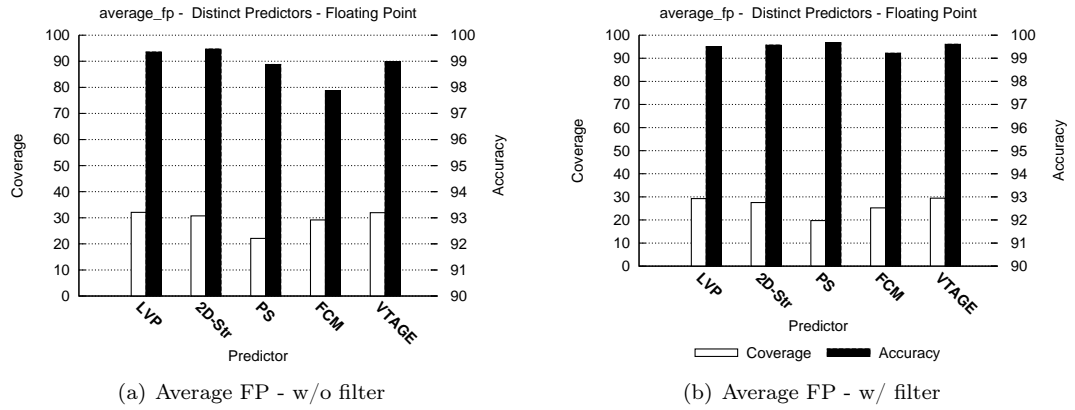 average_fp - Distinct Predictors - Floating Point
100
90
80
70
60
50
40
30
20
10
0
Coverage
100
99
98
97
96
95
94
93
92
91
90
Accuracy
LVP
2D-Str
PS
FCM
VTAGE
Predictor
(a) Average FP - w/o filter
average_fp - Distinct Predictors - Floating Point
100
90
80
70
60
50
40
30
20
10
0
Coverage
100
99
98
97
96
95
94
93
92
91
90
Accuracy
LVP
2D-Str
PS
FCM
VTAGE
Predictor
Coverage
Accuracy
(b) Average FP - w/ filter